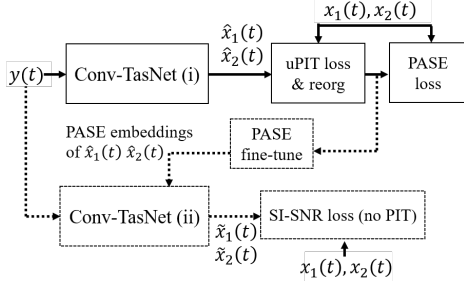 x₁(t), x₂(t)
x̂₁(t)
x̂₂(t)
y(t)
Conv-TasNet (i)
uPIT loss
& reorg
PASE
loss
PASE embeddings
of x̂₁(t) x̂₂(t)
PASE
fine-tune
Conv-TasNet (ii)
x̃₁(t)
x̃₂(t)
SI-SNR loss (no PIT)
x₁(t), x₂(t)